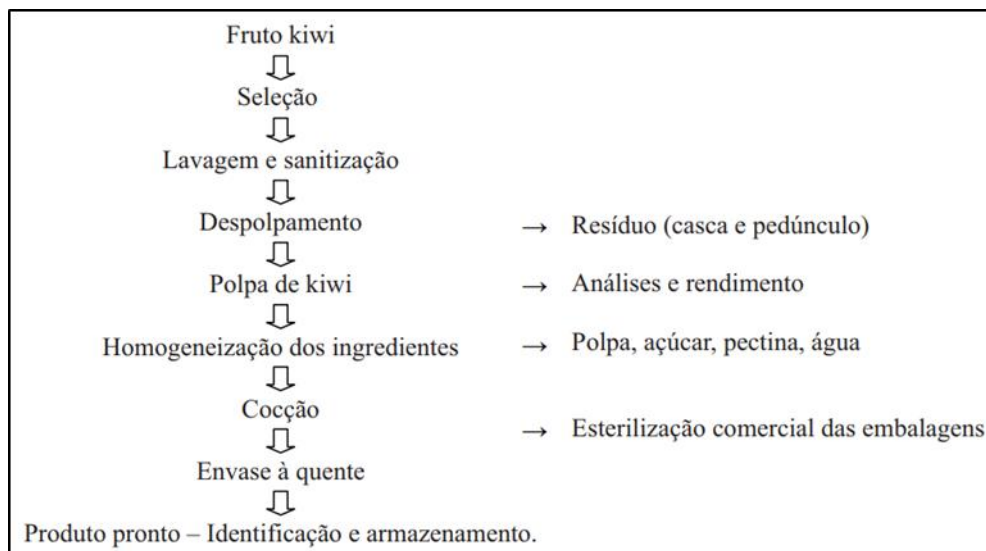 Fruto kiwi
Seleção
Lavagem e sanitização
Despolpamento → Resíduo (casca e pedúnculo)
Polpa de kiwi → Análises e rendimento
Homogeneização dos ingredientes → Polpa, açúcar, pectina, água
Cocção
→ Esterilização comercial das embalagens
Envase à quente
Produto pronto – Identificação e armazenamento.